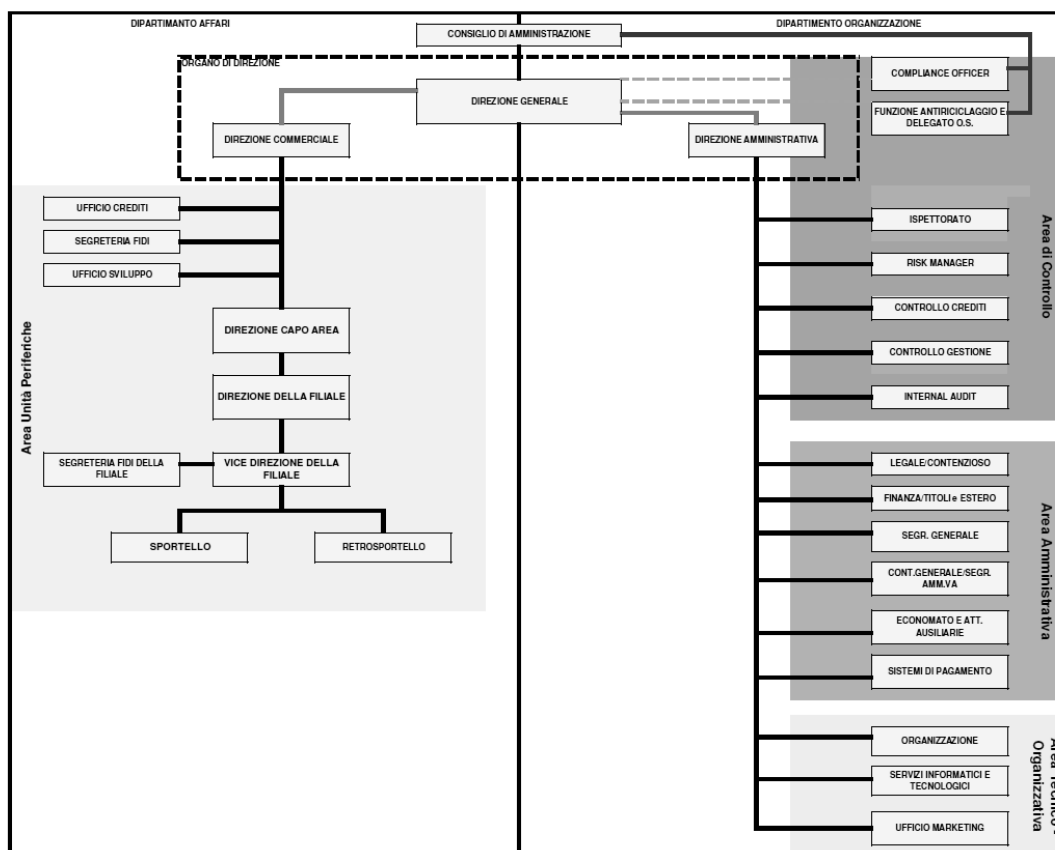 DIPARTIMANTO AFFARI
DIPARTIMENTO ORGANIZZAZIONE
CONSIGLIO DI AMMINISTRAZIONE
ORGANO DI DIREZIONE
DIREZIONE GENERALE
COMPLIANCE OFFICER
FUNZIONE ANTIRICICLAGGIO E
DELEGATO O.S.
DIREZIONE COMMERCIALE
DIREZIONE AMMINISTRATIVA
UFFICIO CREDITI
SEGRETERIA FIDI
UFFICIO SVILUPPO
DIREZIONE CAPO AREA
DIREZIONE DELLA FILIALE
SEGRETERIA FIDI DELLA
FILIALE
VICE DIREZIONE DELLA
FILIALE
SPORTELLO
RETROSPORTELLO
Area Unità Periferiche
ISPETTORATO
RISK MANAGER
CONTROLLO CREDITI
CONTROLLO GESTIONE
INTERNAL AUDIT
Area di Controllo
LEGALE/CONTENZIOSO
FINANZA/TITOLI e ESTERO
SEGR. GENERALE
CONT.GENERALE/SEGR.
AMM.VA
ECONOMATO E ATT.
AUSILIARIE
SISTEMI DI PAGAMENTO
Area Amministrativa
ORGANIZZAZIONE
SERVIZI INFORMATICI E
TECNOLOGICI
UFFICIO MARKETING
Area Tecnico
Organizzativa